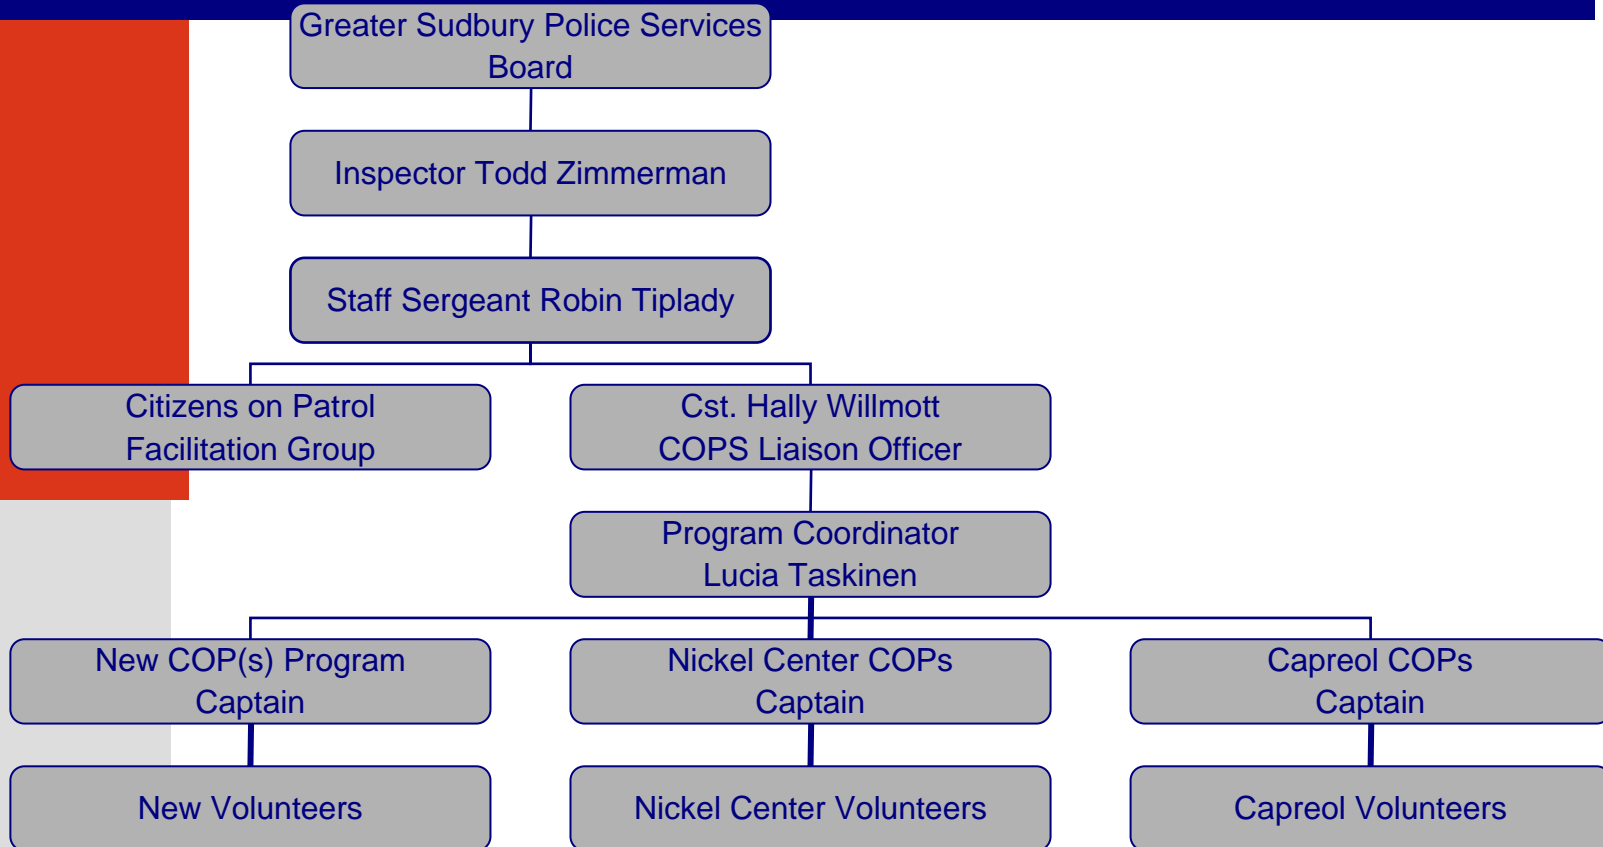 Greater Sudbury Police Services
Board
Inspector Todd Zimmerman
Staff Sergeant Robin Tiplady
Citizens on Patrol
Facilitation Group
Cst. Hally Willmott
COPS Liaison Officer
Program Coordinator
Lucia Taskinen
New COP(s) Program
Captain
Nickel Center COPs
Captain
Capreol COPs
Captain
New Volunteers
Nickel Center Volunteers
Capreol Volunteers